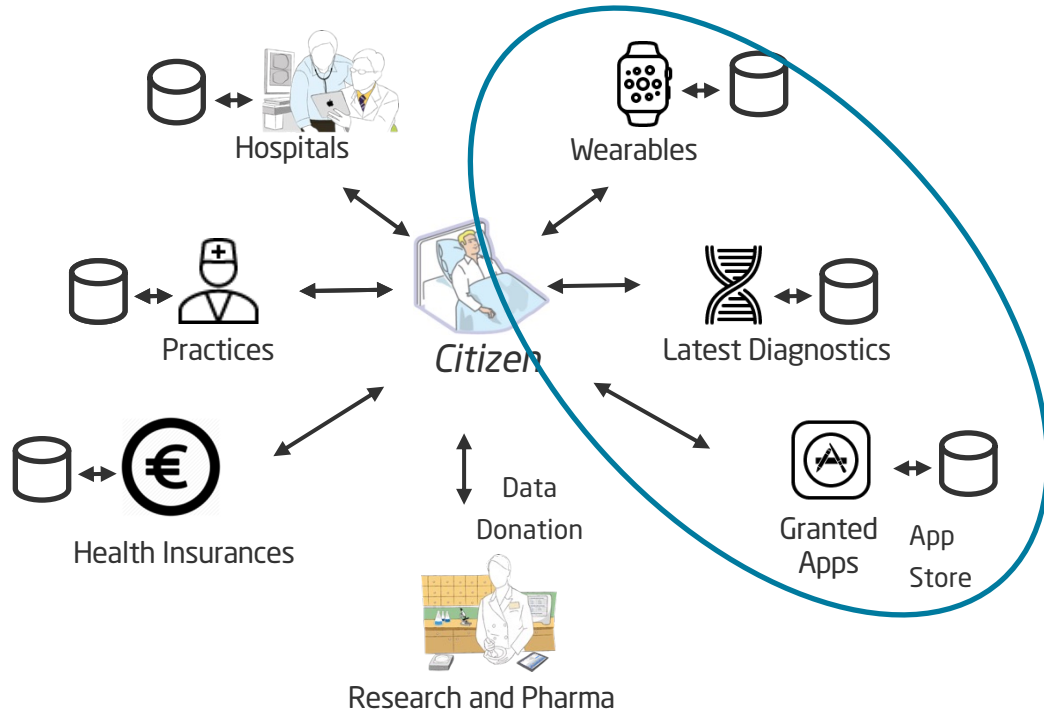 Hospitals
Wearables
Practices
Citizen
Latest Diagnostics
Health Insurances
Data
Donation
Granted
Apps
App
Store
Research and Pharma